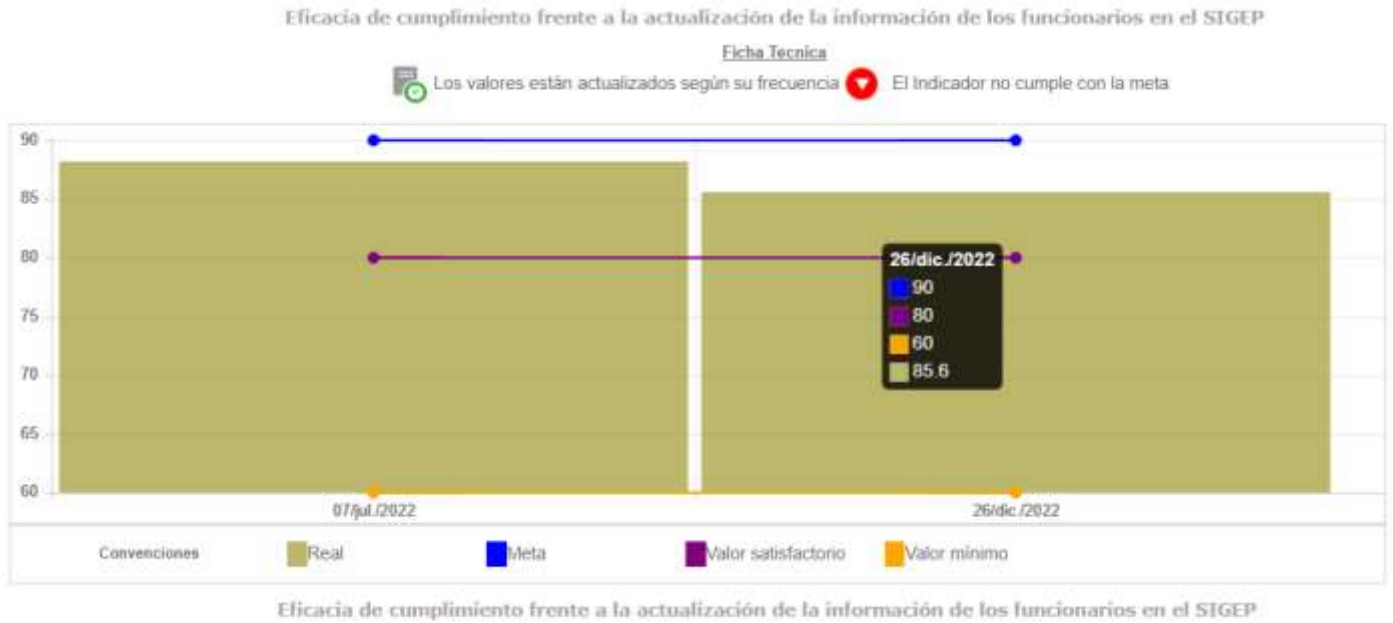 Eficacia de cumplimiento frente a la actualización de la información de los funcionarios en el SIGEP
Ficha Tecnica
Los valores están actualizados según su frecuencia El Indicador no cumple con la meta
90
85
80
75
70
65
60
26/dic./2022
90
80
60
85.6
07/jul./2022 26/dic./2022
Convenciones Real Meta Valor satisfactorio Valor mínimo
Eficacia de cumplimiento frente a la actualización de la información de los funcionarios en el SIGEP